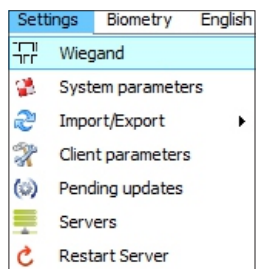 Settings Biometry English
Wiegand
System parameters
Import/Export
Client parameters
Pending updates
Servers
Restart Server